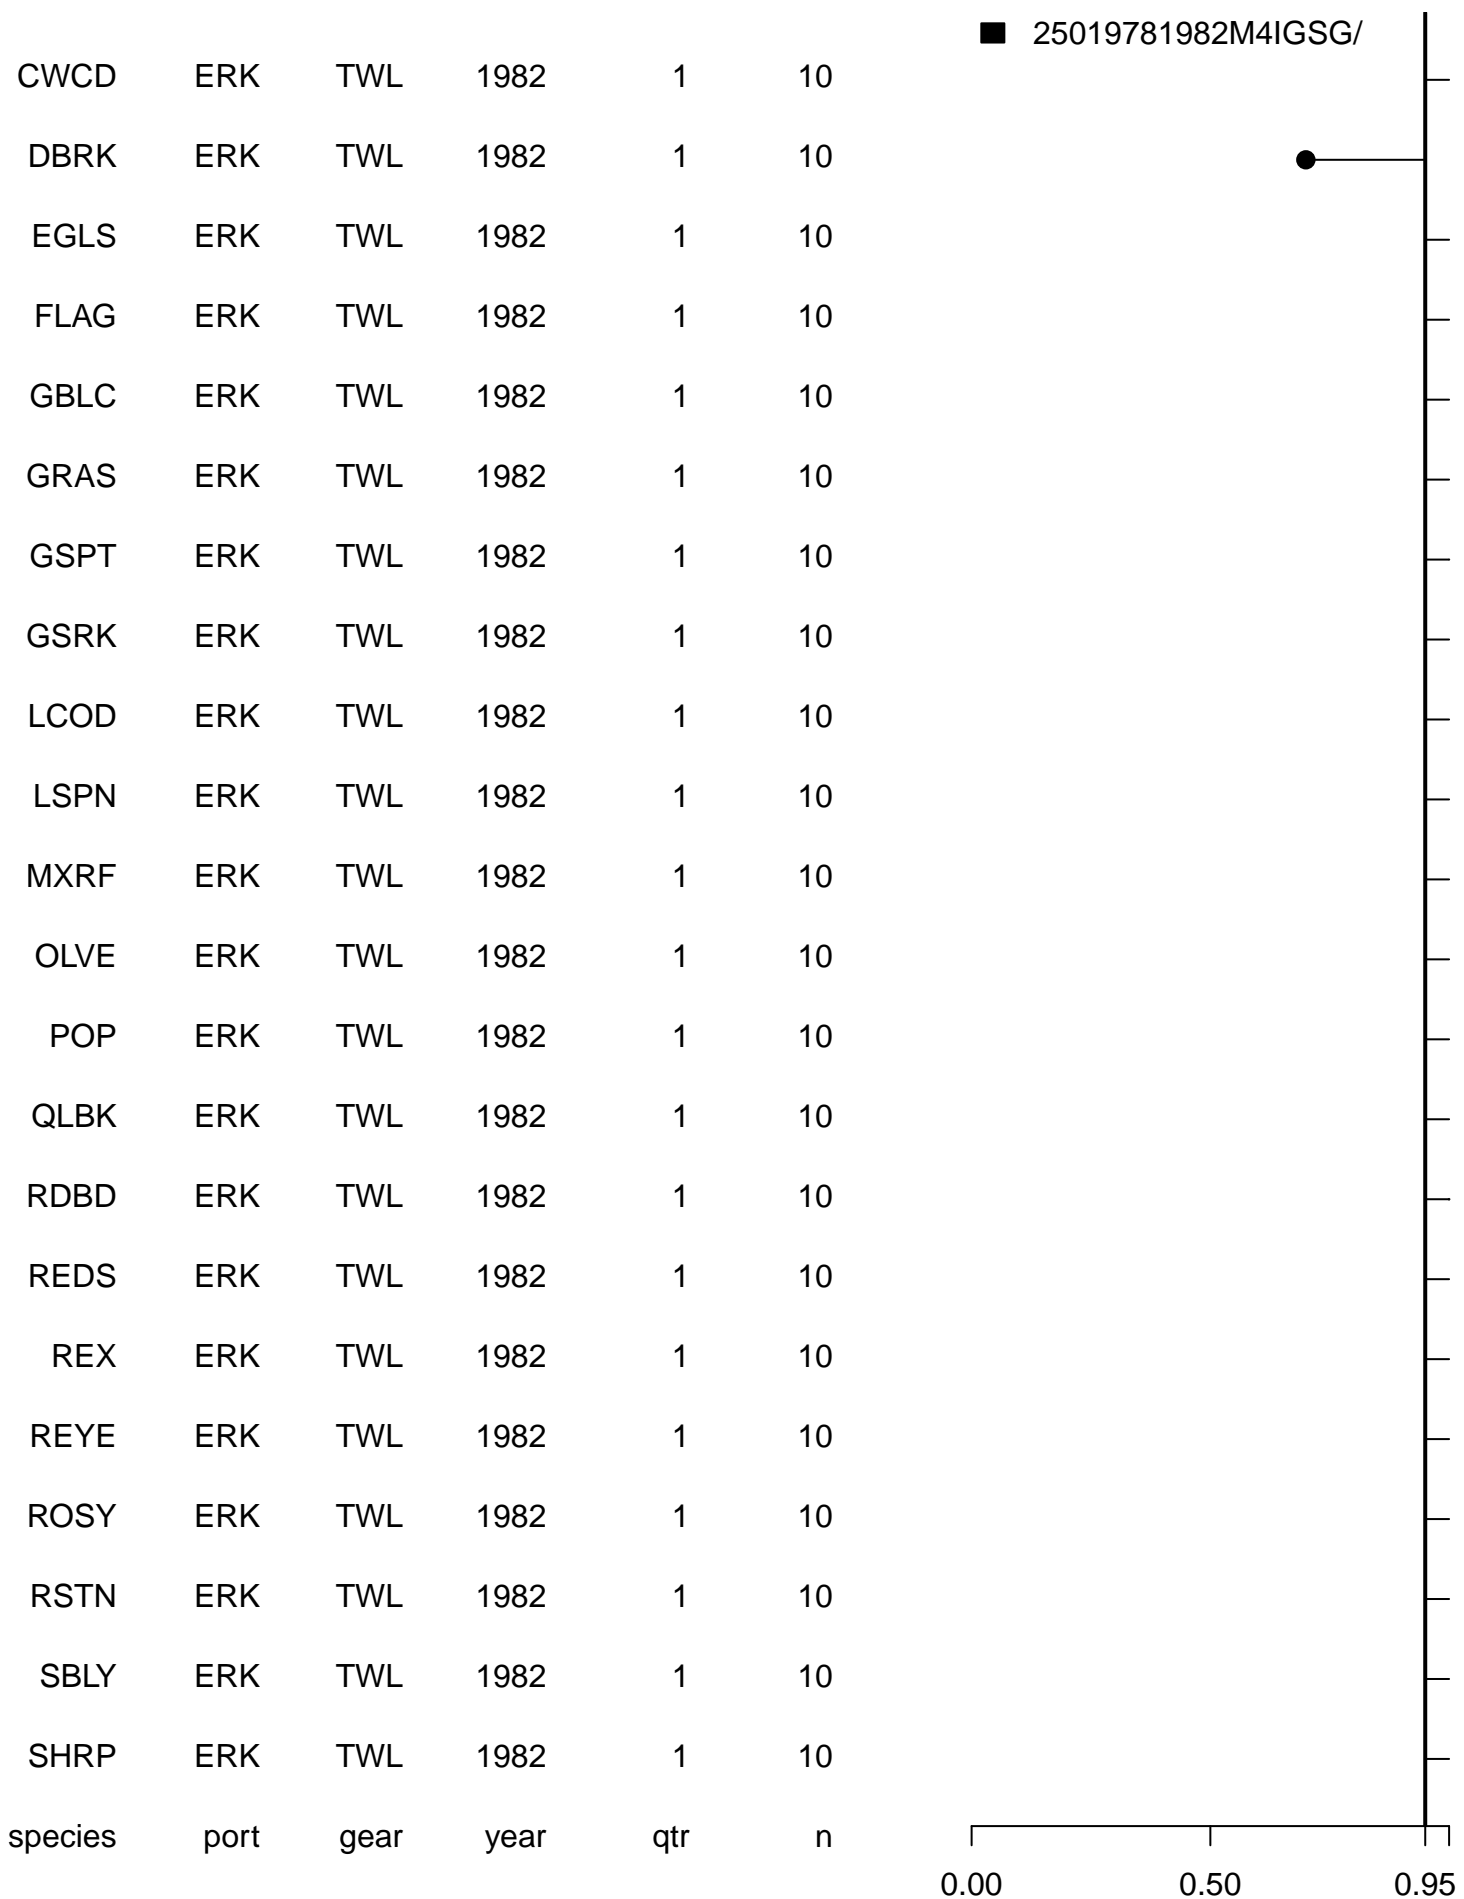 25019781982M4IGSG/
CWCD ERK TWL 1982 1 10
DBRK ERK TWL 1982 1 10
EGLS ERK TWL 1982 1 10
FLAG ERK TWL 1982 1 10
GBLC ERK TWL 1982 1 10
GRAS ERK TWL 1982 1 10
GSPT ERK TWL 1982 1 10
GSRK ERK TWL 1982 1 10
LCOD ERK TWL 1982 1 10
LSPN ERK TWL 1982 1 10
MXRF ERK TWL 1982 1 10
OLVE ERK TWL 1982 1 10
POP ERK TWL 1982 1 10
QLBK ERK TWL 1982 1 10
RDBD ERK TWL 1982 1 10
REDS ERK TWL 1982 1 10
REX ERK TWL 1982 1 10
REYE ERK TWL 1982 1 10
ROSY ERK TWL 1982 1 10
RSTN ERK TWL 1982 1 10
SBLY ERK TWL 1982 1 10
SHRP ERK TWL 1982 1 10
species port gear year qtr n
0.00 0.50 0.95